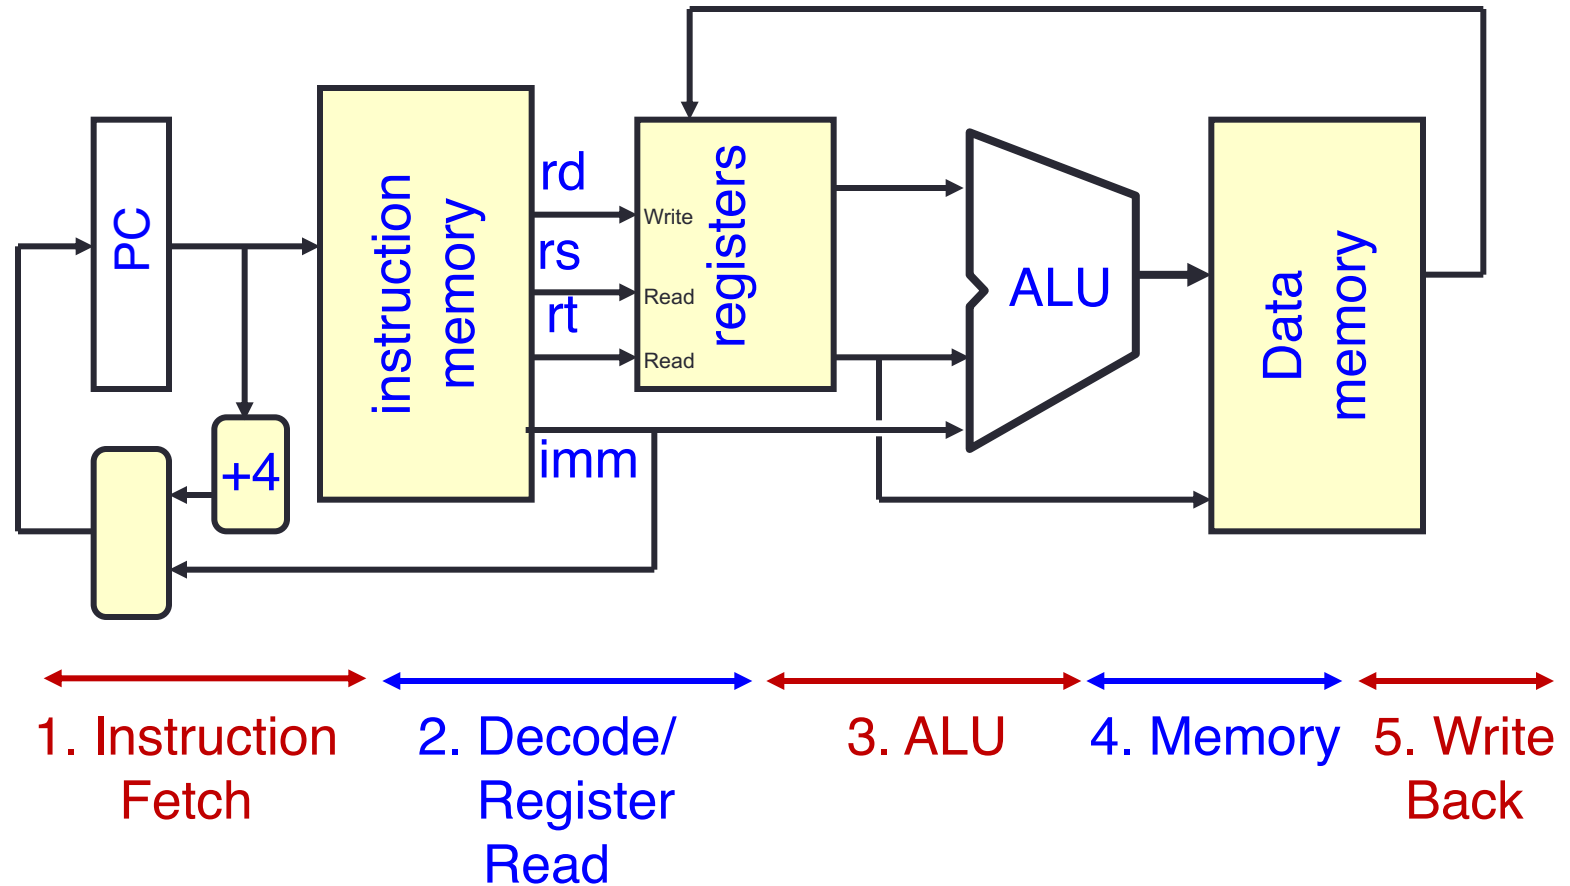 PC
+4
instruction
memory
rd
rs
rt
imm
Write
Read
Read
registers
ALU
Data
memory
1. Instruction
Fetch
2. Decode/
Register
Read
3. ALU
4. Memory
5. Write
Back